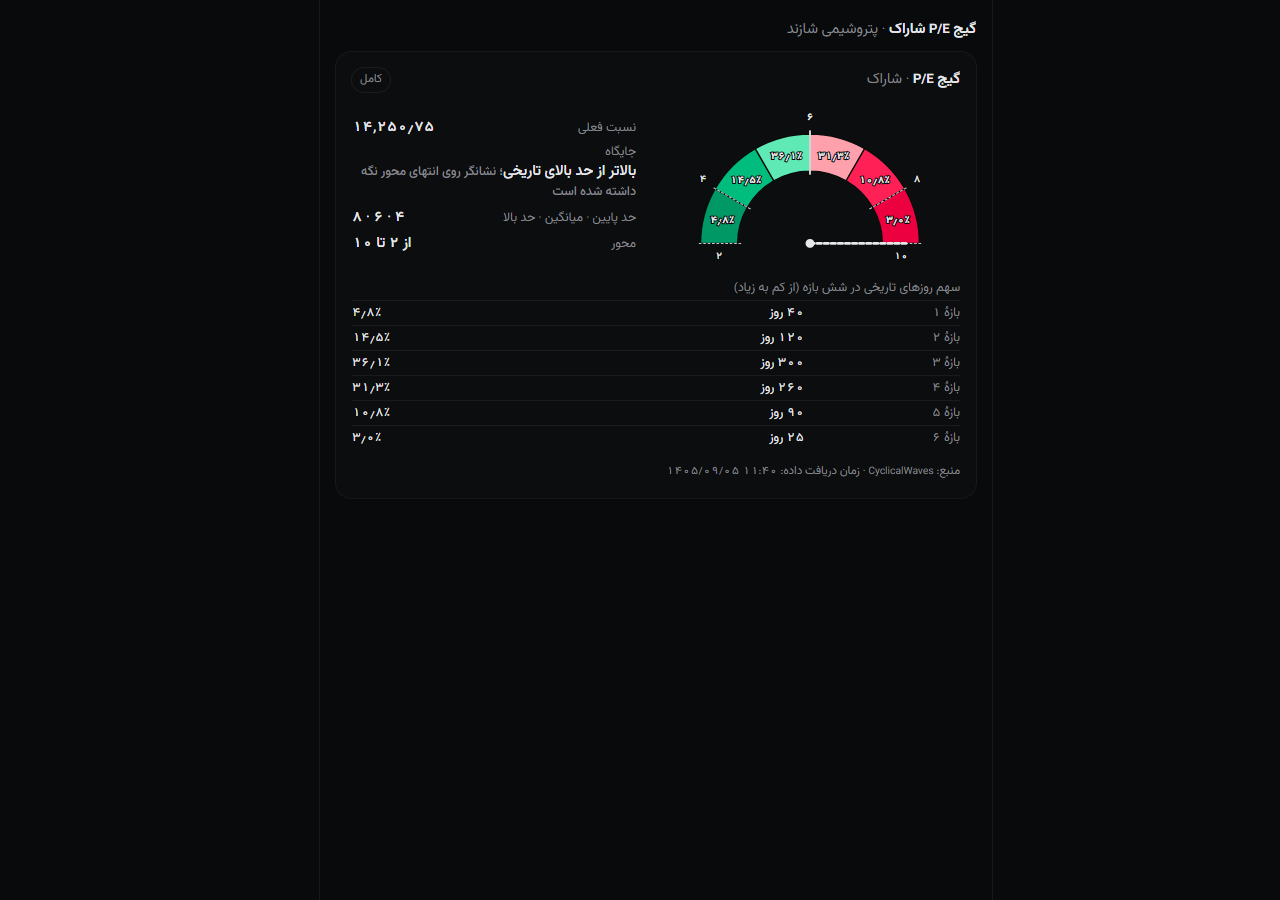 گیج P/E شاراک · پتروشیمی شازند
گیج P/E · شاراک
کامل
۶
۴
۸
۳۶٫۱٪
۳۱٫۳٪
۱۴٫۵٪
۱۰٫۸٪
۴٫۸٪
۳٫۰٪
۲
۱۰
نسبت فعلی ۱۴,۲۵۰٫۷۵
جایگاه
بالاتر از حد بالای تاریخی؛ نشانگر روی انتهای محور نگه
داشته شده است
حد پایین · میانگین · حد بالا ۴ · ۶ · ۸
محور از ۲ تا ۱۰
سهم روزهای تاریخی در شش بازه (از کم به زیاد)
بازهٔ ۱ ۴۰ روز ۴٫۸٪
بازهٔ ۲ ۱۲۰ روز ۱۴٫۵٪
بازهٔ ۳ ۳۰۰ روز ۳۶٫۱٪
بازهٔ ۴ ۲۶۰ روز ۳۱٫۳٪
بازهٔ ۵ ۹۰ روز ۱۰٫۸٪
بازهٔ ۶ ۲۵ روز ۳٫۰٪
منبع: CyclicalWaves · زمان دریافت داده: ۱۴۰۵/۰۹/۰۵ ۱۱:۴۰